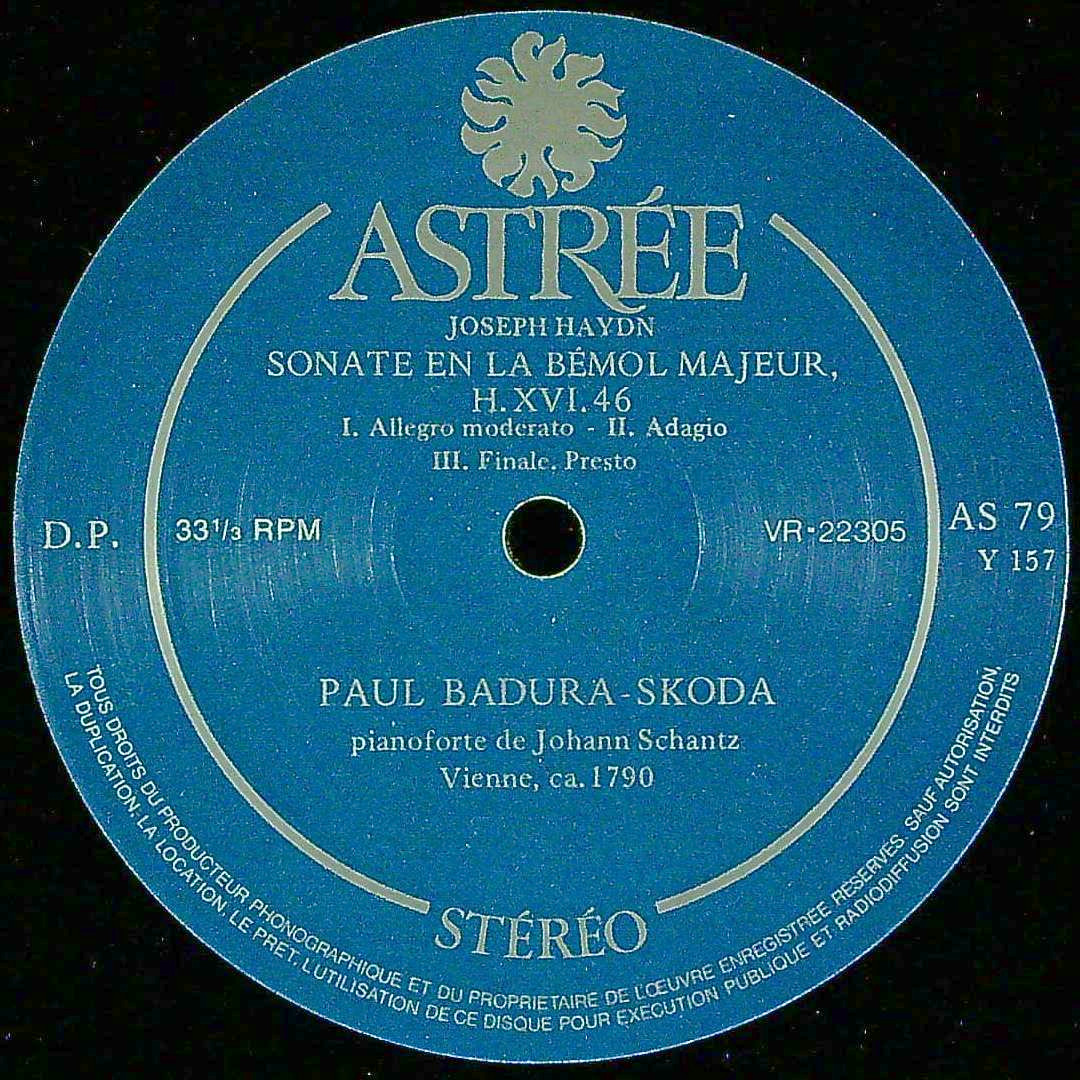 ASTRÉE
JOSEPH HAYDN
SONATE EN LA BÉMOL MAJEUR,
H. XVI. 46
I. Allegro moderato - II. Adagio
III. Finale. Presto
D.P.
33 1/3 RPM
VR-22305
AS 79
Y 157
PAUL BADURA-SKODA
pianoforte de Johann Schantz
Vienne, ca. 1790
STÉRÉO
TOUS DROITS DU PRODUCTEUR PHONOGRAPHIQUE ET DU PROPRIETAIRE DE L'ŒUVRE ENREGISTREE RESERVES. SAUF AUTORISATION,
LA DUPLICATION, LA LOCATION, LE PRET, L'UTILISATION DE CE DISQUE POUR EXECUTION PUBLIQUE ET RADIODIFFUSION SONT INTERDITS